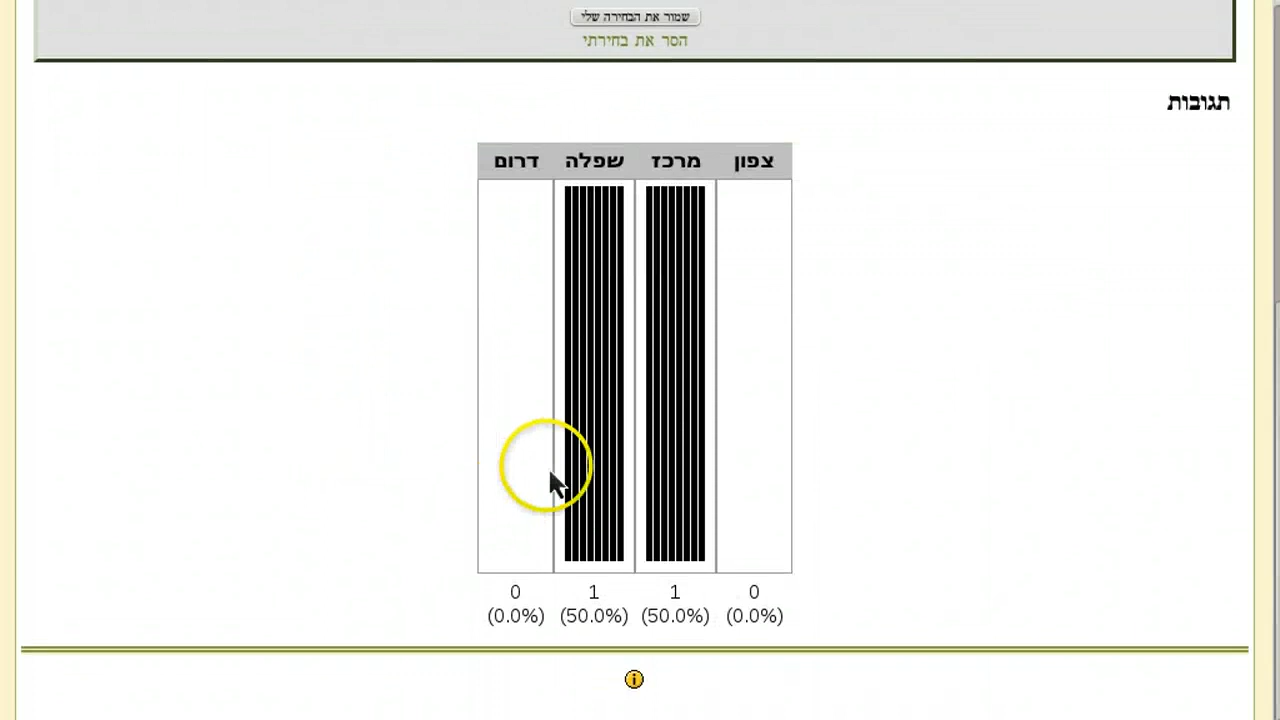 שמור את הבחירה שלי
הסר את בחירתי
תגובות
צפון מרכז שפלה דרום
0 1 1 0
(0.0%) (50.0%) (50.0%) (0.0%)
i